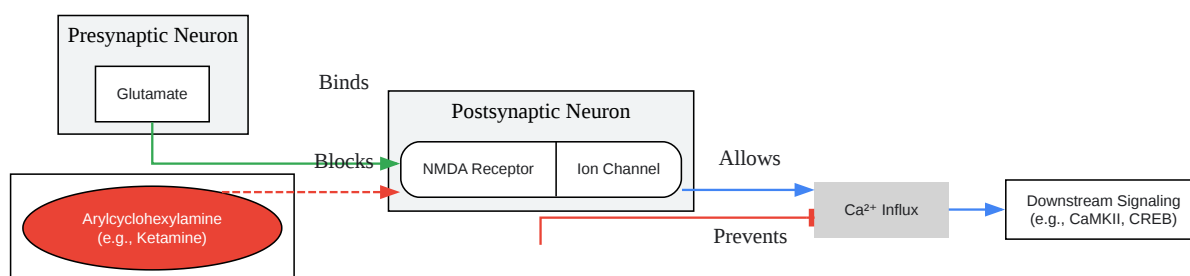 Presynaptic Neuron
Glutamate
Binds
Postsynaptic Neuron
Blocks
NMDA Receptor
Ion Channel
Allows
Arylcyclohexylamine
(e.g., Ketamine)
Ca²⁺ Influx
Prevents
Downstream Signaling
(e.g., CaMKII, CREB)